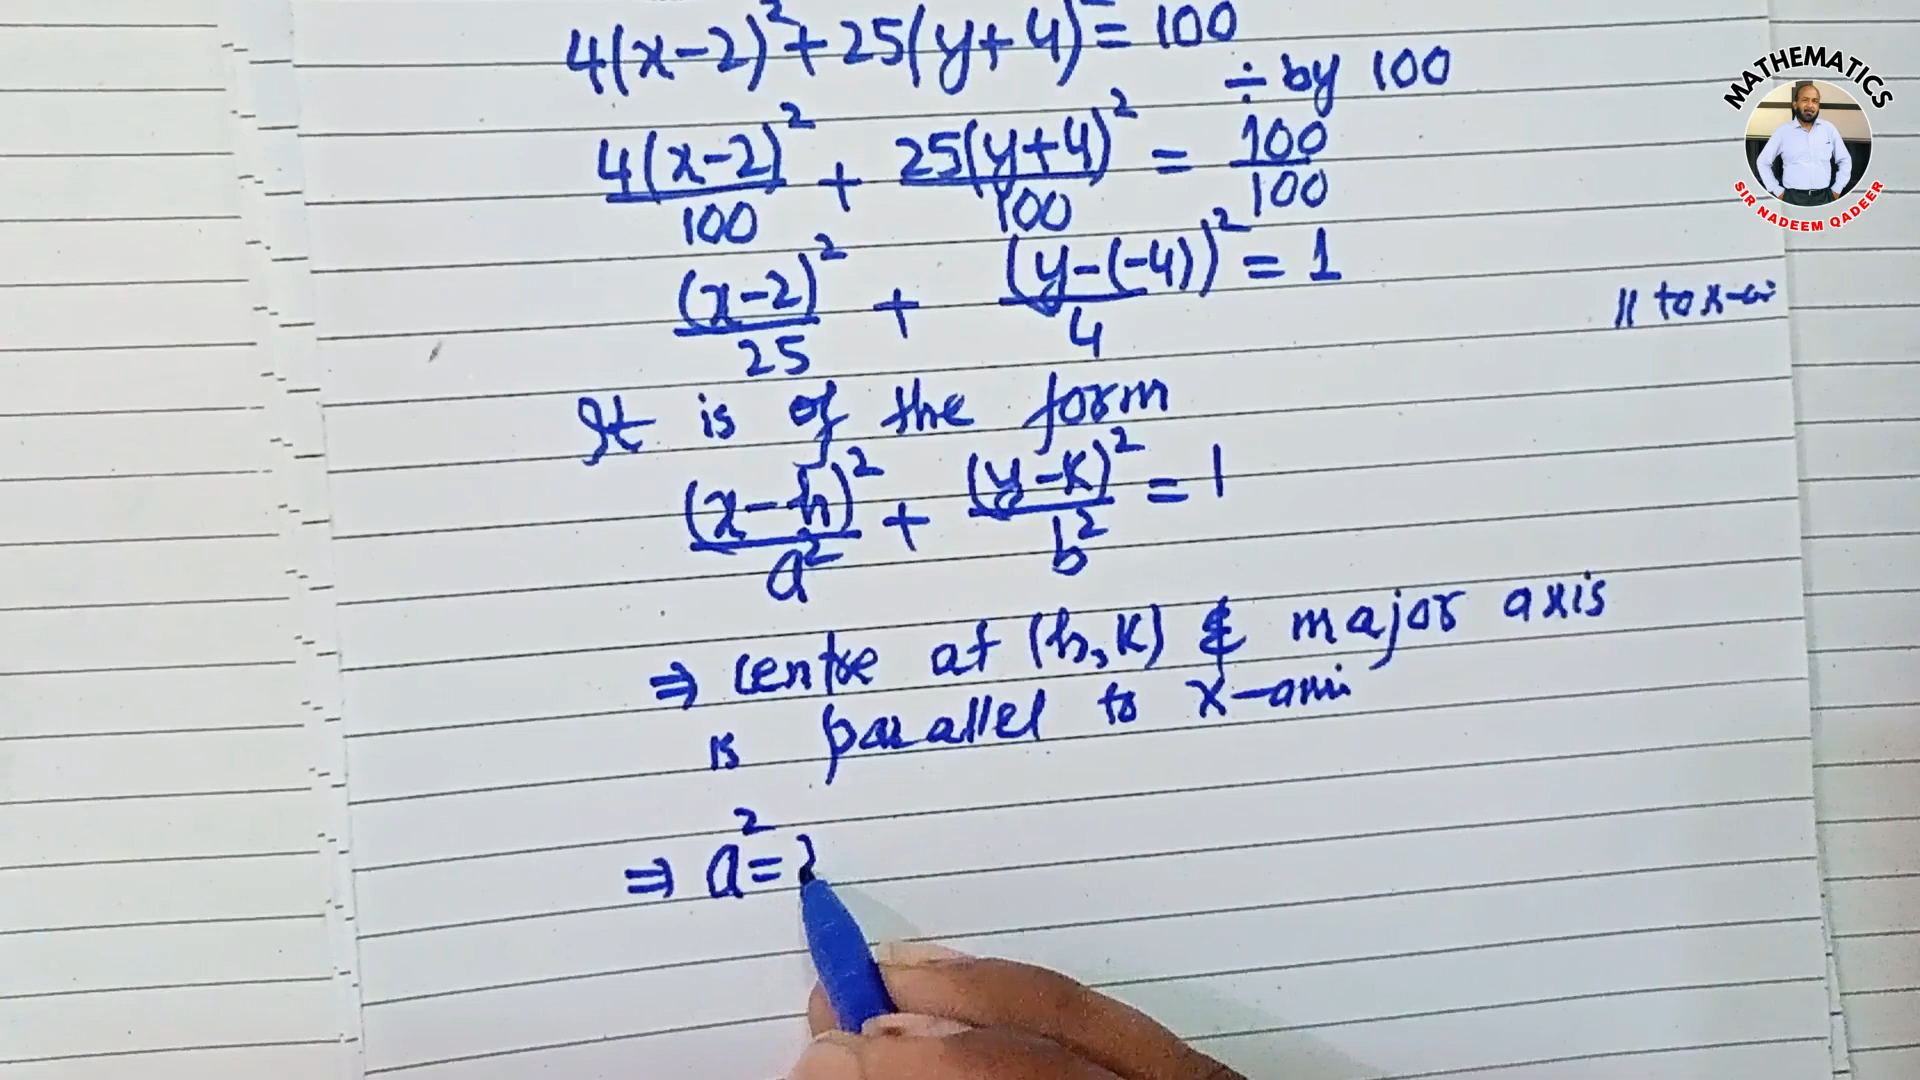 4(x-2)²+25(y+4)²=100
÷ by 100
4(x-2)²/100 + 25(y+4)²/100 = 100/100
(x-2)²/25 + (y-(-4))²/4 = 1
|| to x-axi
It is of the form
(x-h)²/a² + (y-k)²/b² = 1
⇒ centre at (h,k) & major axis
is parallel to x-axis
⇒ a²=2
MATHEMATICS
SIR NADEEM QADEER